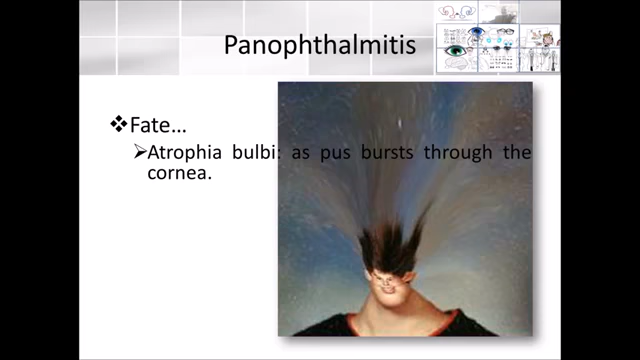 Panophthalmitis
❖Fate…
➢Atrophia bulbi: as pus bursts through the
cornea.